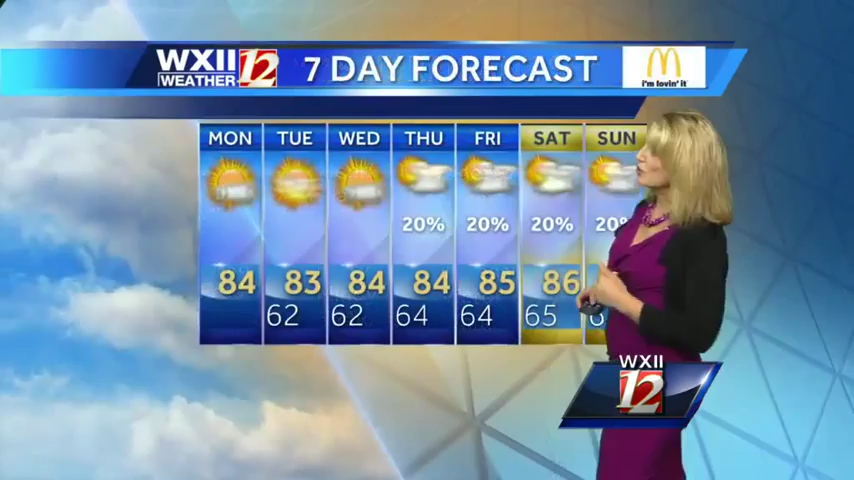 WXII 12
WEATHER
7 DAY FORECAST
i'm lovin' it
MON TUE WED THU FRI SAT SUN
20% 20% 20% 20%
84 83 84 84 85 86
62 62 64 64 65
WXII
12